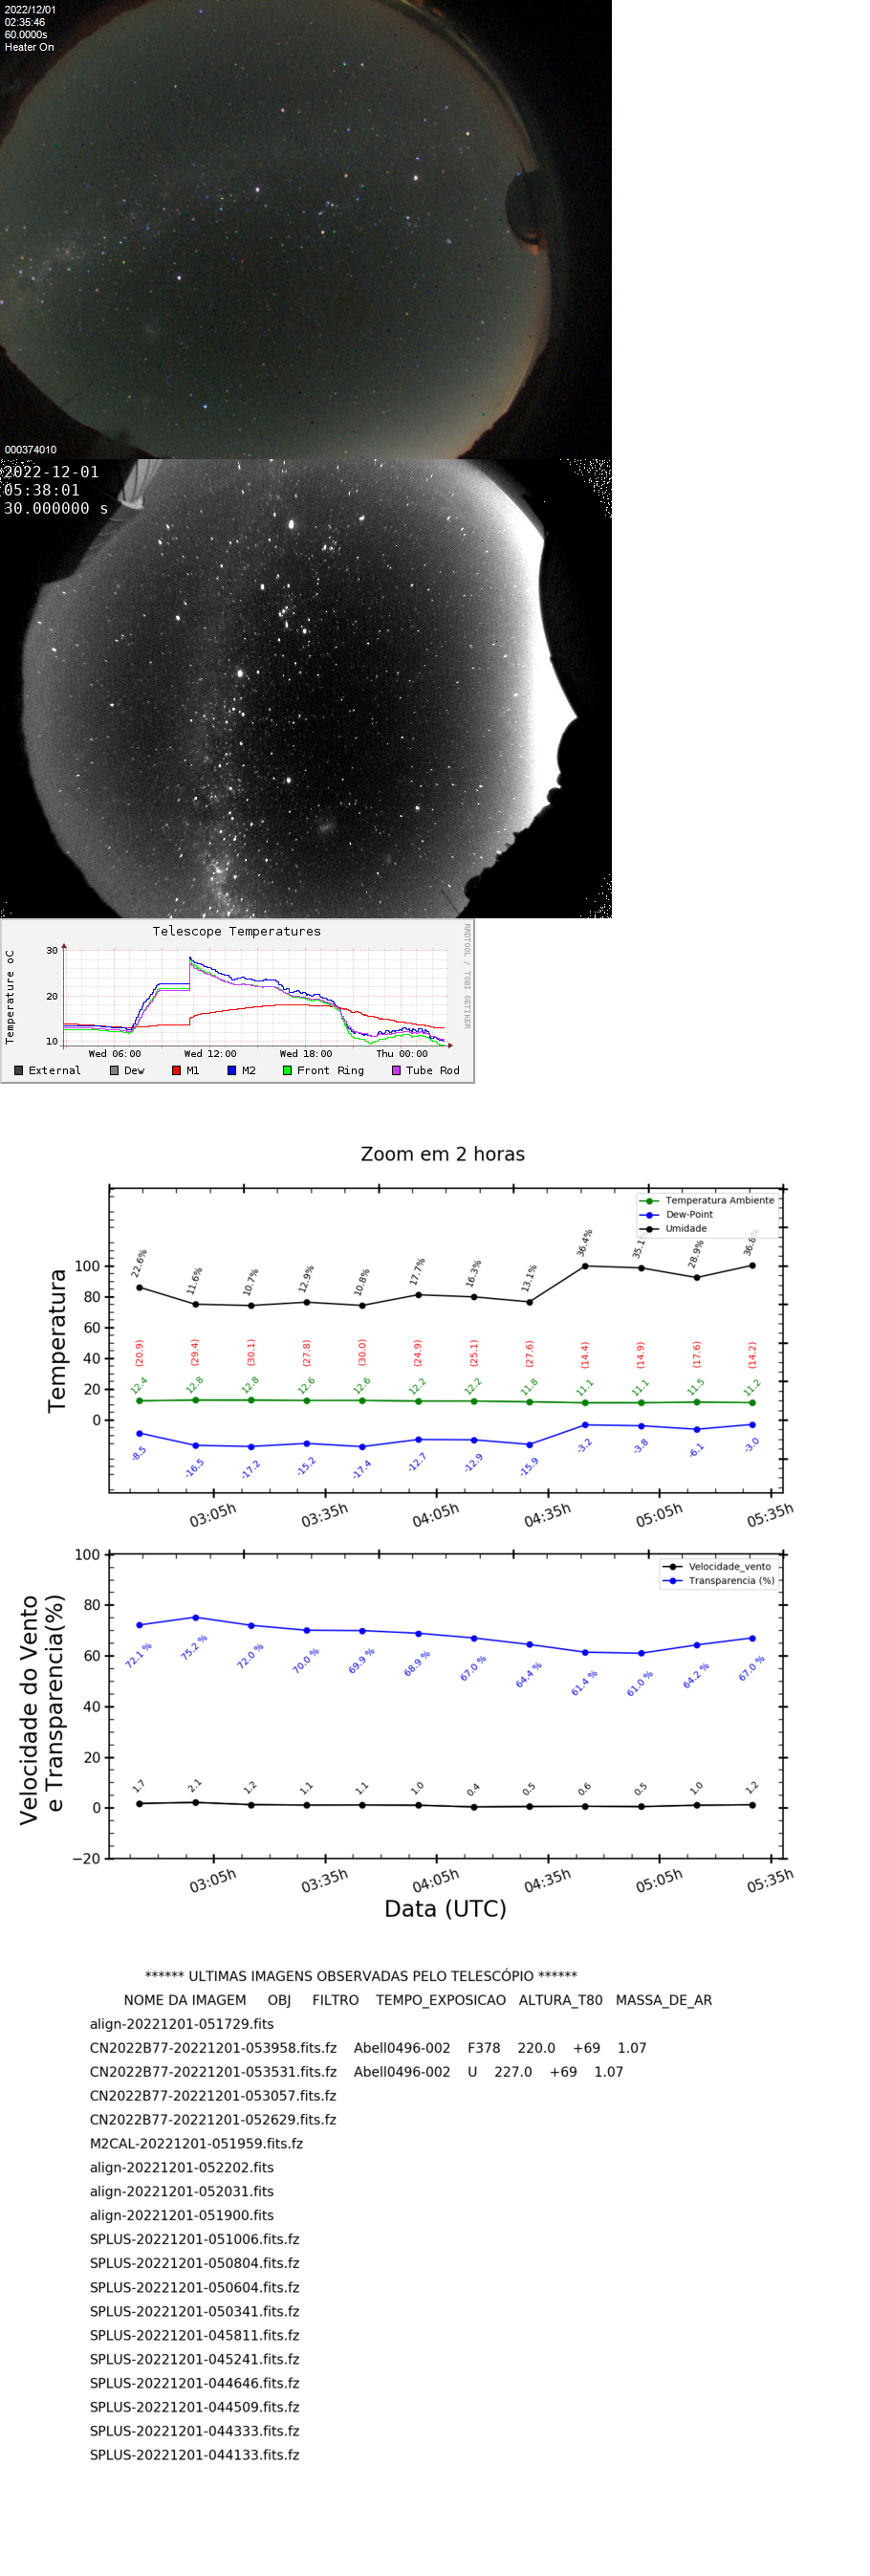 2022/12/01
02:35:46
60.0000s
Heater On
000374010
2022-12-01
05:38:01
30.000000 s
Telescope Temperatures
RRDTOOL / TOBI OETIKER
Temperature oC
30
20
10
Wed 06:00 Wed 12:00 Wed 18:00 Thu 00:00
External Dew M1 M2 Front Ring Tube Rod
Zoom em 2 horas
Temperatura Ambiente
Dew-Point
Umidade
Temperatura
100
80
60
40
20
0
22.6% 11.6% 10.7% 12.9% 10.8% 17.7% 16.3% 13.1% 36.4% 35.1 28.9% 36.8
(20.9) (29.4) (30.1) (27.8) (30.0) (24.9) (25.1) (27.6) (14.4) (14.9) (17.6) (14.2)
12.4 12.8 12.8 12.6 12.6 12.2 12.2 11.8 11.1 11.1 11.5 11.2
-8.5 -16.5 -17.2 -15.2 -17.4 -12.7 -12.9 -15.9 -3.2 -3.8 -6.1 -3.0
03:05h 03:35h 04:05h 04:35h 05:05h 05:35h
Velocidade_vento
Transparencia (%)
Velocidade do Vento
e Transparencia(%)
100
80
60
40
20
0
−20
72.1 % 75.2 % 72.0 % 70.0 % 69.9 % 68.9 % 67.0 % 64.4 % 61.4 % 61.0 % 64.2 % 67.0 %
1.7 2.1 1.2 1.1 1.1 1.0 0.4 0.5 0.6 0.5 1.0 1.2
03:05h 03:35h 04:05h 04:35h 05:05h 05:35h
Data (UTC)
****** ULTIMAS IMAGENS OBSERVADAS PELO TELESCÓPIO ******
NOME DA IMAGEM OBJ FILTRO TEMPO_EXPOSICAO ALTURA_T80 MASSA_DE_AR
align-20221201-051729.fits
CN2022B77-20221201-053958.fits.fz Abell0496-002 F378 220.0 +69 1.07
CN2022B77-20221201-053531.fits.fz Abell0496-002 U 227.0 +69 1.07
CN2022B77-20221201-053057.fits.fz
CN2022B77-20221201-052629.fits.fz
M2CAL-20221201-051959.fits.fz
align-20221201-052202.fits
align-20221201-052031.fits
align-20221201-051900.fits
SPLUS-20221201-051006.fits.fz
SPLUS-20221201-050804.fits.fz
SPLUS-20221201-050604.fits.fz
SPLUS-20221201-050341.fits.fz
SPLUS-20221201-045811.fits.fz
SPLUS-20221201-045241.fits.fz
SPLUS-20221201-044646.fits.fz
SPLUS-20221201-044509.fits.fz
SPLUS-20221201-044333.fits.fz
SPLUS-20221201-044133.fits.fz